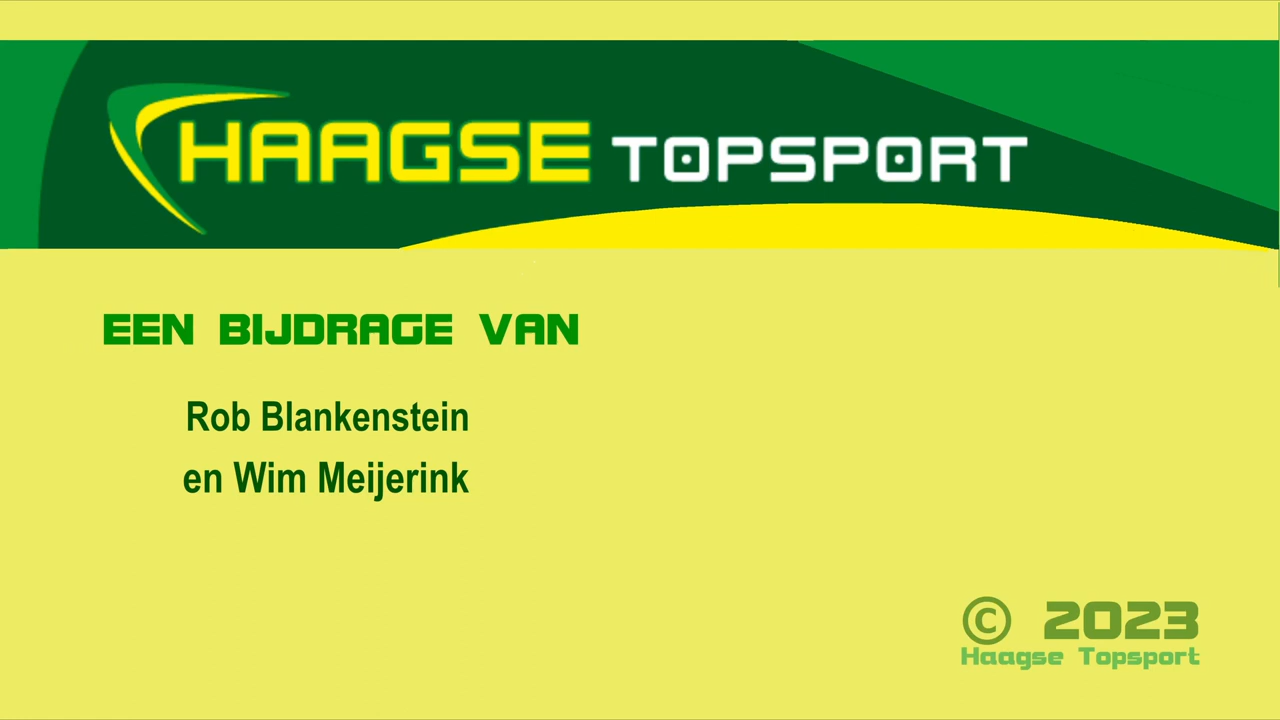 HAAGSE TOPSPORT
EEN BIJDRAGE VAN
Rob Blankenstein
en Wim Meijerink
© 2023
Haagse Topsport